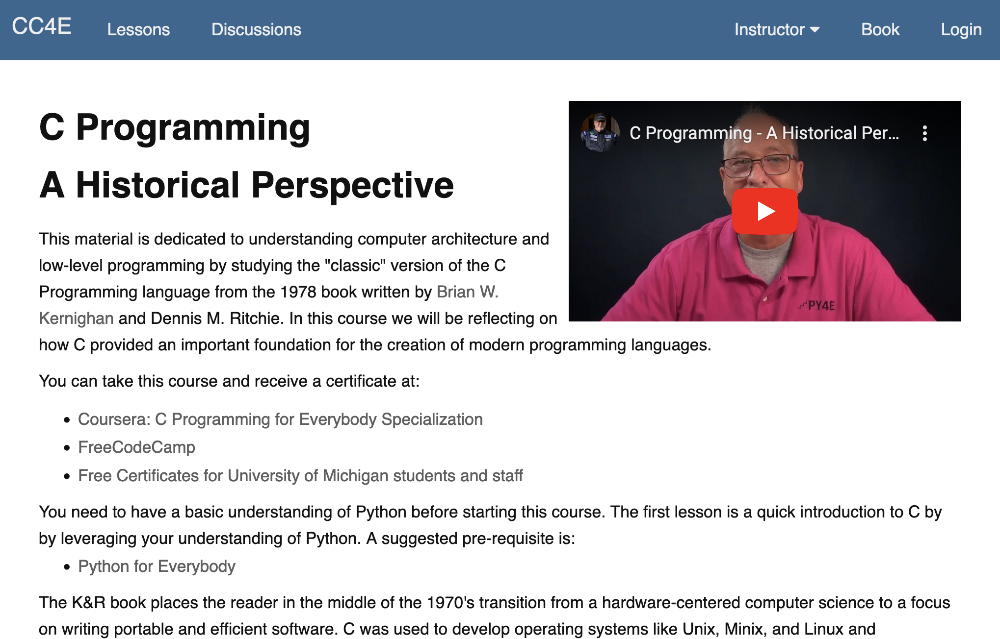 CC4E
Lessons
Discussions
Instructor
Book
Login
C Programming
A Historical Perspective
C Programming - A Historical Per...
PY4E
This material is dedicated to understanding computer architecture and
low-level programming by studying the "classic" version of the C
Programming language from the 1978 book written by Brian W.
Kernighan and Dennis M. Ritchie. In this course we will be reflecting on
how C provided an important foundation for the creation of modern programming languages.
You can take this course and receive a certificate at:
Coursera: C Programming for Everybody Specialization
FreeCodeCamp
Free Certificates for University of Michigan students and staff
You need to have a basic understanding of Python before starting this course. The first lesson is a quick introduction to C by
by leveraging your understanding of Python. A suggested pre-requisite is:
Python for Everybody
The K&R book places the reader in the middle of the 1970's transition from a hardware-centered computer science to a focus
on writing portable and efficient software. C was used to develop operating systems like Unix, Minix, and Linux and